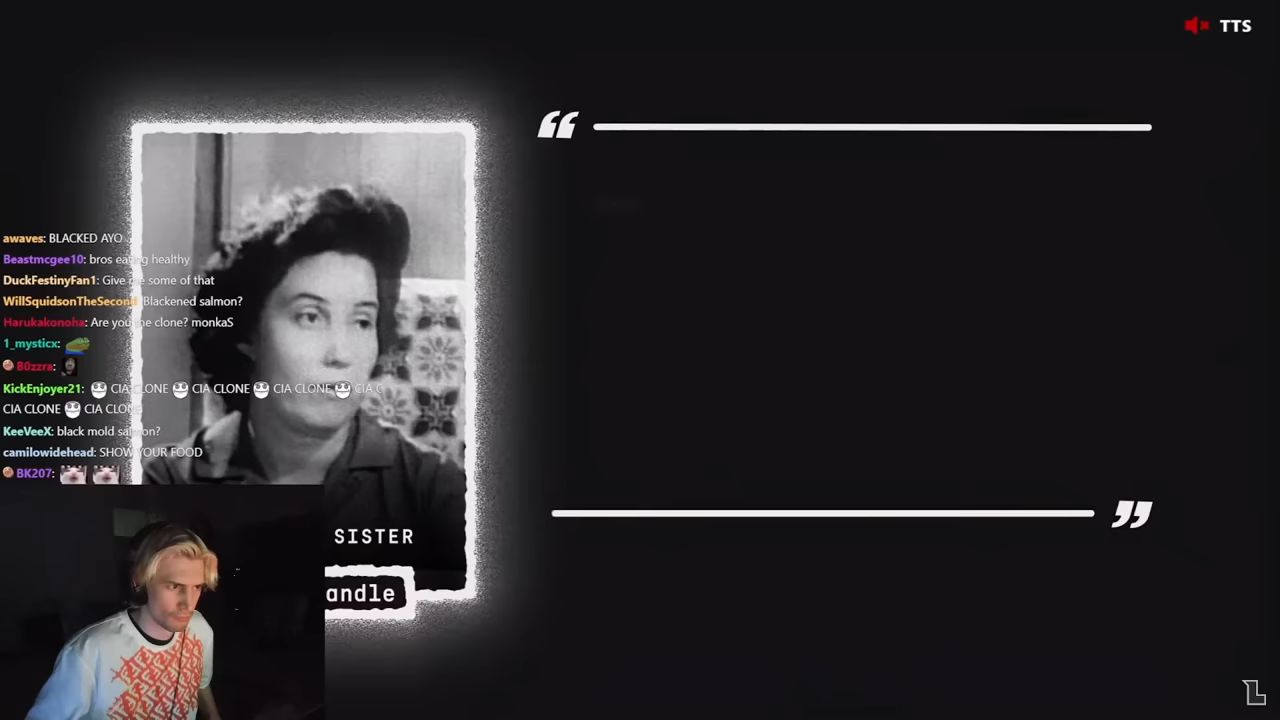 TTS
“
awaves: BLACKED AYO
Beastmcgee10: bros eating healthy
DuckFestinyFan1: Give me some of that
WillSquidsonTheSecond: Blackened salmon?
Harukakonoha: Are you the clone? monkaS
1_mysticx:
B0zzra:
KickEnjoyer21: CIA CLONE CIA CLONE CIA CLONE CIA C
CIA CLONE CIA CLONE
KeeVeeX: black mold salmon?
camilowidehead: SHOW YOUR FOOD
BK207:
”
SISTER
andle